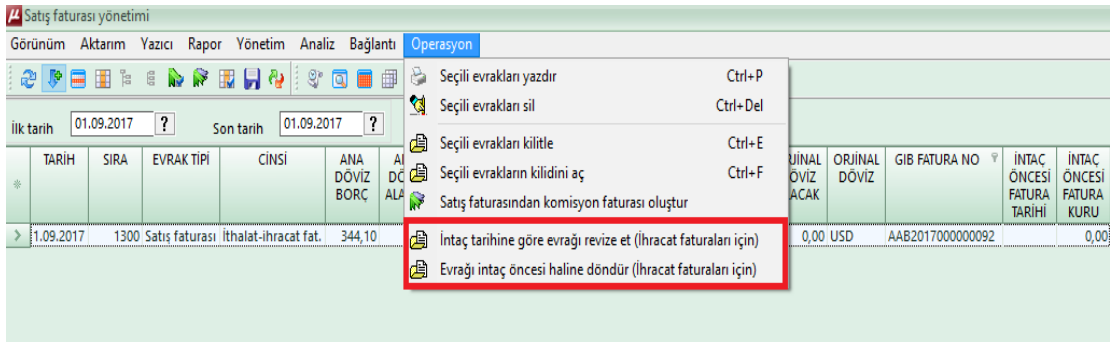 Satış faturası yönetimi
Görünüm Aktarım Yazıcı Rapor Yönetim Analiz Bağlantı Operasyon
Seçili evrakları yazdır Ctrl+P
Seçili evrakları sil Ctrl+Del
Seçili evrakları kilitle Ctrl+E
Seçili evrakların kilidini aç Ctrl+F
Satış faturasından komisyon faturası oluştur
İntaç tarihine göre evrağı revize et (İhracat faturaları için)
Evrağı intaç öncesi haline döndür (İhracat faturaları için)
İlk tarih 01.09.2017 ? Son tarih 01.09.2017 ?
TARİH SIRA EVRAK TİPİ CİNSİ ANA DÖVİZ BORÇ ORJİNAL DÖVİZ GIB FATURA NO İNTAÇ ÖNCESİ FATURA TARİHİ İNTAÇ ÖNCESİ FATURA KURU
1.09.2017 1300 Satış faturası İthalat-ihracat fat. 344,10 0,00 USD AAB2017000000092 0,00